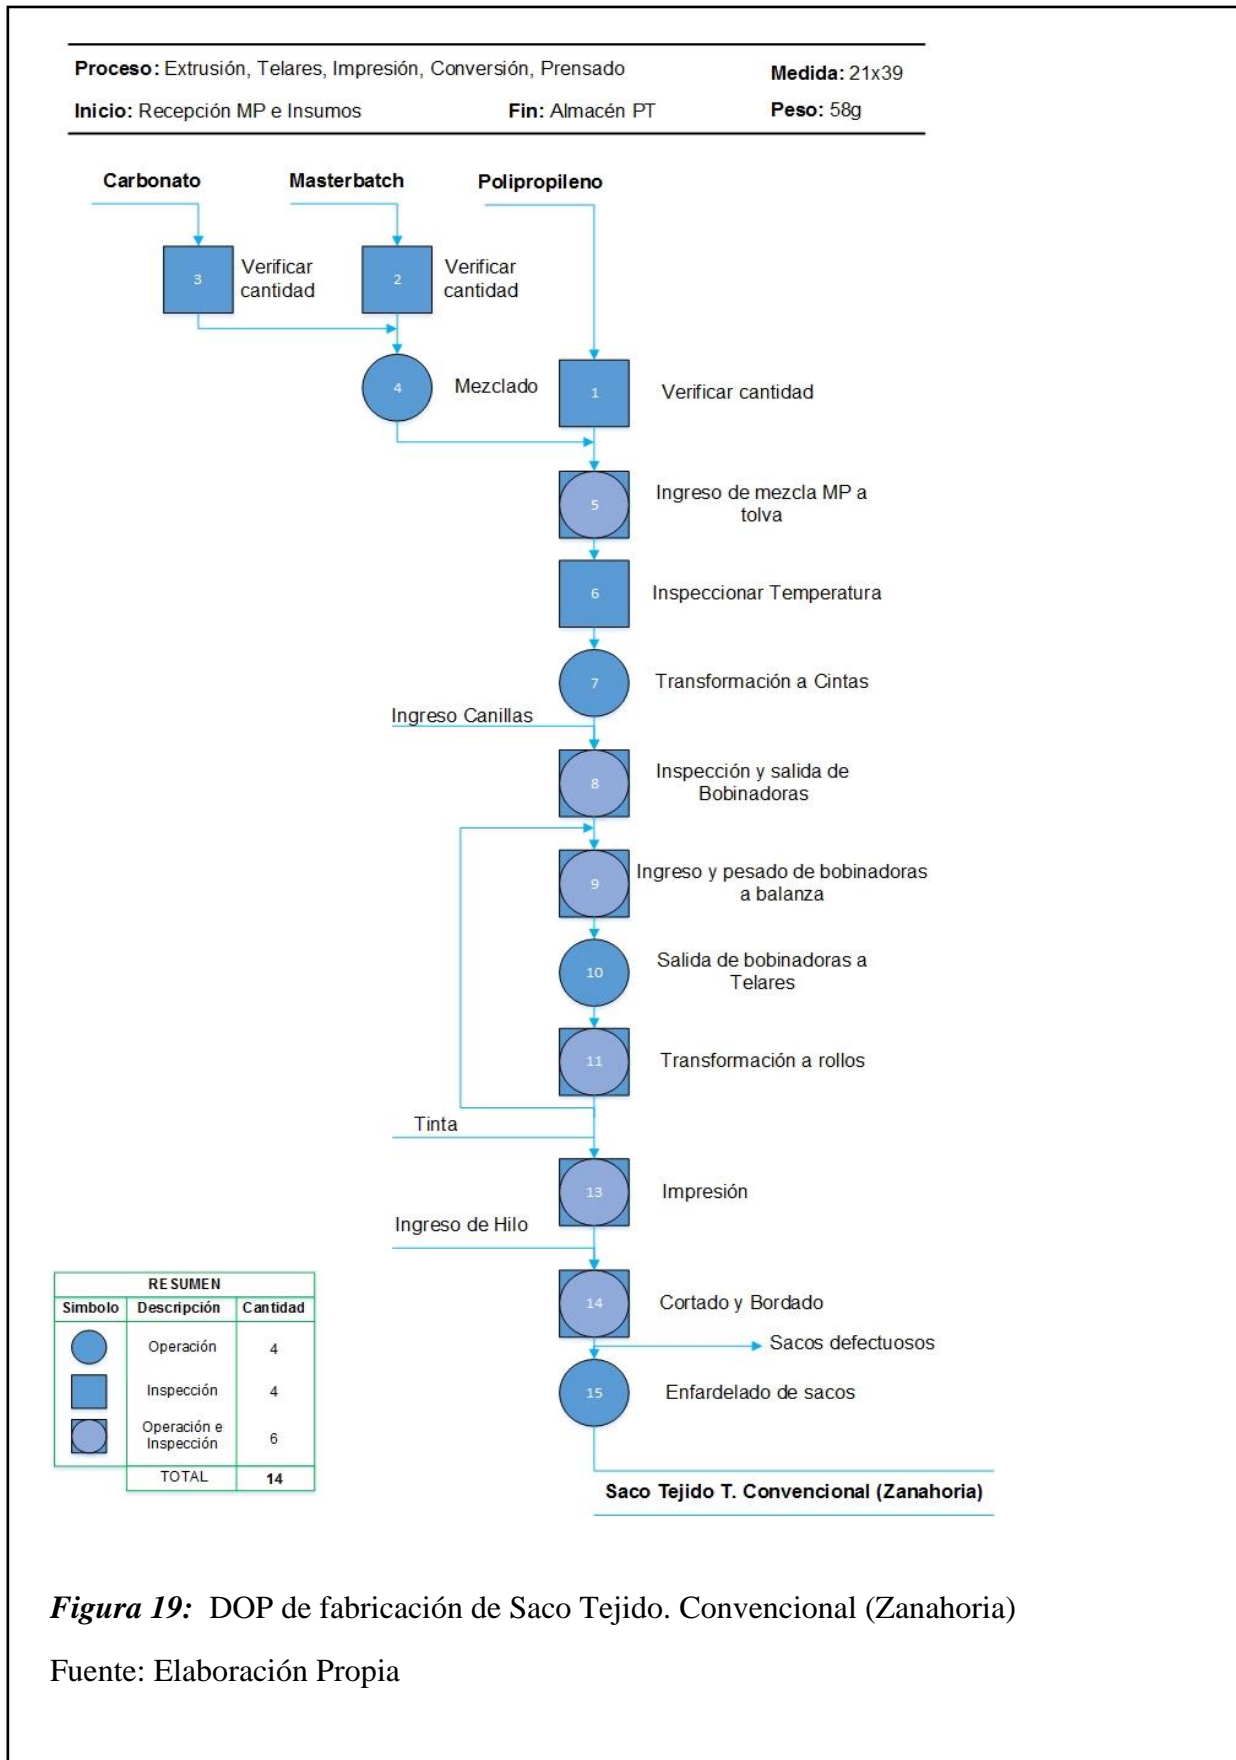 Proceso: Extrusión, Telares, Impresión, Conversión, Prensado
Medida: 21x39
Inicio: Recepción MP e Insumos
Fin: Almacén PT
Peso: 58g
Carbonato
Masterbatch
Polipropileno
3
Verificar
cantidad
2
Verificar
cantidad
4
Mezclado
1
Verificar cantidad
5
Ingreso de mezcla MP a
tolva
6
Inspeccionar Temperatura
7
Transformación a Cintas
Ingreso Canillas
8
Inspección y salida de
Bobinadoras
9
Ingreso y pesado de bobinadoras
a balanza
10
Salida de bobinadoras a
Telares
11
Transformación a rollos
Tinta
13
Impresión
Ingreso de Hilo
14
Cortado y Bordado
Sacos defectuosos
15
Enfardelado de sacos
Saco Tejido T. Convencional (Zanahoria)
RESUMEN
Simbolo Descripción Cantidad
Operación 4
Inspección 4
Operación e
Inspección 6
TOTAL 14
Figura 19: DOP de fabricación de Saco Tejido. Convencional (Zanahoria)
Fuente: Elaboración Propia